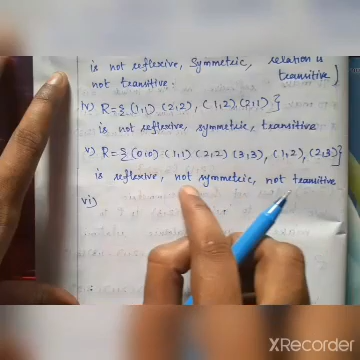 is not reflexive, Symmetric, relation is
not transitive. transitive)
iv) R = { (1,1) (2,2), (1,2) (2,1) }
is not reflexive, symmetric, transitive
v) R = { (0,0) (1,1) (2,2) (3,3), (1,2), (2,3) }
is reflexive, not symmetric, not transitive
vi)
XRecorder